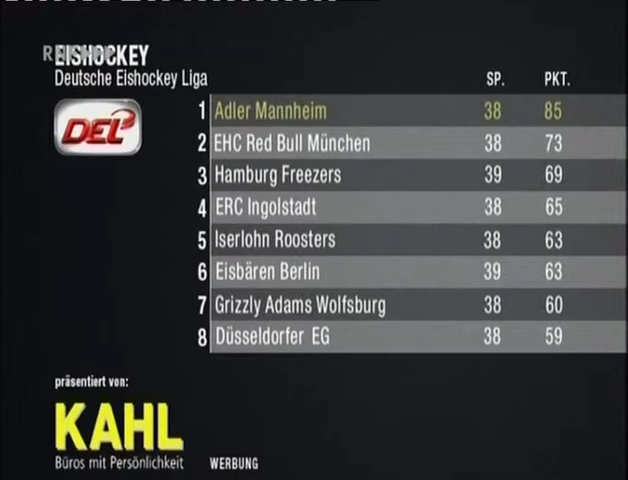 EISHOCKEY
Deutsche Eishockey Liga
SP. PKT.
DEL²
1 Adler Mannheim 38 85
2 EHC Red Bull München 38 73
3 Hamburg Freezers 39 69
4 ERC Ingolstadt 38 65
5 Iserlohn Roosters 38 63
6 Eisbären Berlin 39 63
7 Grizzly Adams Wolfsburg 38 60
8 Düsseldorfer EG 38 59
präsentiert von:
KAHL
Büros mit Persönlichkeit
WERBUNG